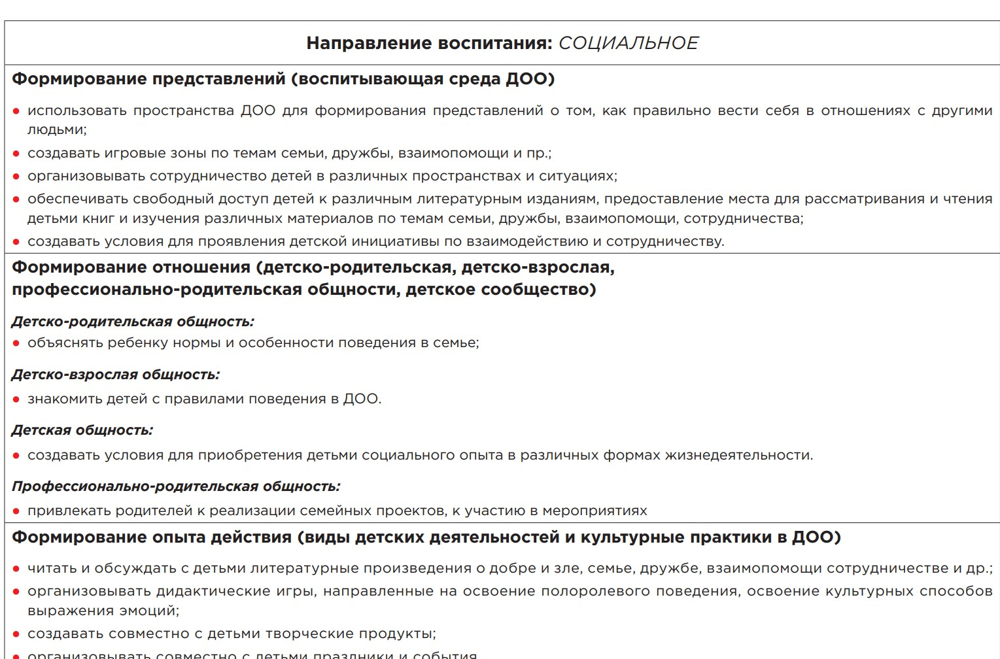 Направление воспитания: СОЦИАЛЬНОЕ
Формирование представлений (воспитывающая среда ДОО)
● использовать пространства ДОО для формирования представлений о том, как правильно вести себя в отношениях с другими
людьми;
● создавать игровые зоны по темам семьи, дружбы, взаимопомощи и пр.;
● организовывать сотрудничество детей в различных пространствах и ситуациях;
● обеспечивать свободный доступ детей к различным литературным изданиям, предоставление места для рассматривания и чтения
детьми книг и изучения различных материалов по темам семьи, дружбы, взаимопомощи, сотрудничества;
● создавать условия для проявления детской инициативы по взаимодействию и сотрудничеству.
Формирование отношения (детско-родительская, детско-взрослая,
профессионально-родительская общности, детское сообщество)
Детско-родительская общность:
● объяснять ребенку нормы и особенности поведения в семье;
Детско-взрослая общность:
● знакомить детей с правилами поведения в ДОО.
Детская общность:
● создавать условия для приобретения детьми социального опыта в различных формах жизнедеятельности.
Профессионально-родительская общность:
● привлекать родителей к реализации семейных проектов, к участию в мероприятиях
Формирование опыта действия (виды детских деятельностей и культурные практики в ДОО)
● читать и обсуждать с детьми литературные произведения о добре и зле, семье, дружбе, взаимопомощи сотрудничестве и др.;
● организовывать дидактические игры, направленные на освоение полоролевого поведения, освоение культурных способов
выражения эмоций;
● создавать совместно с детьми творческие продукты;
● организовывать совместно с детьми праздники и события